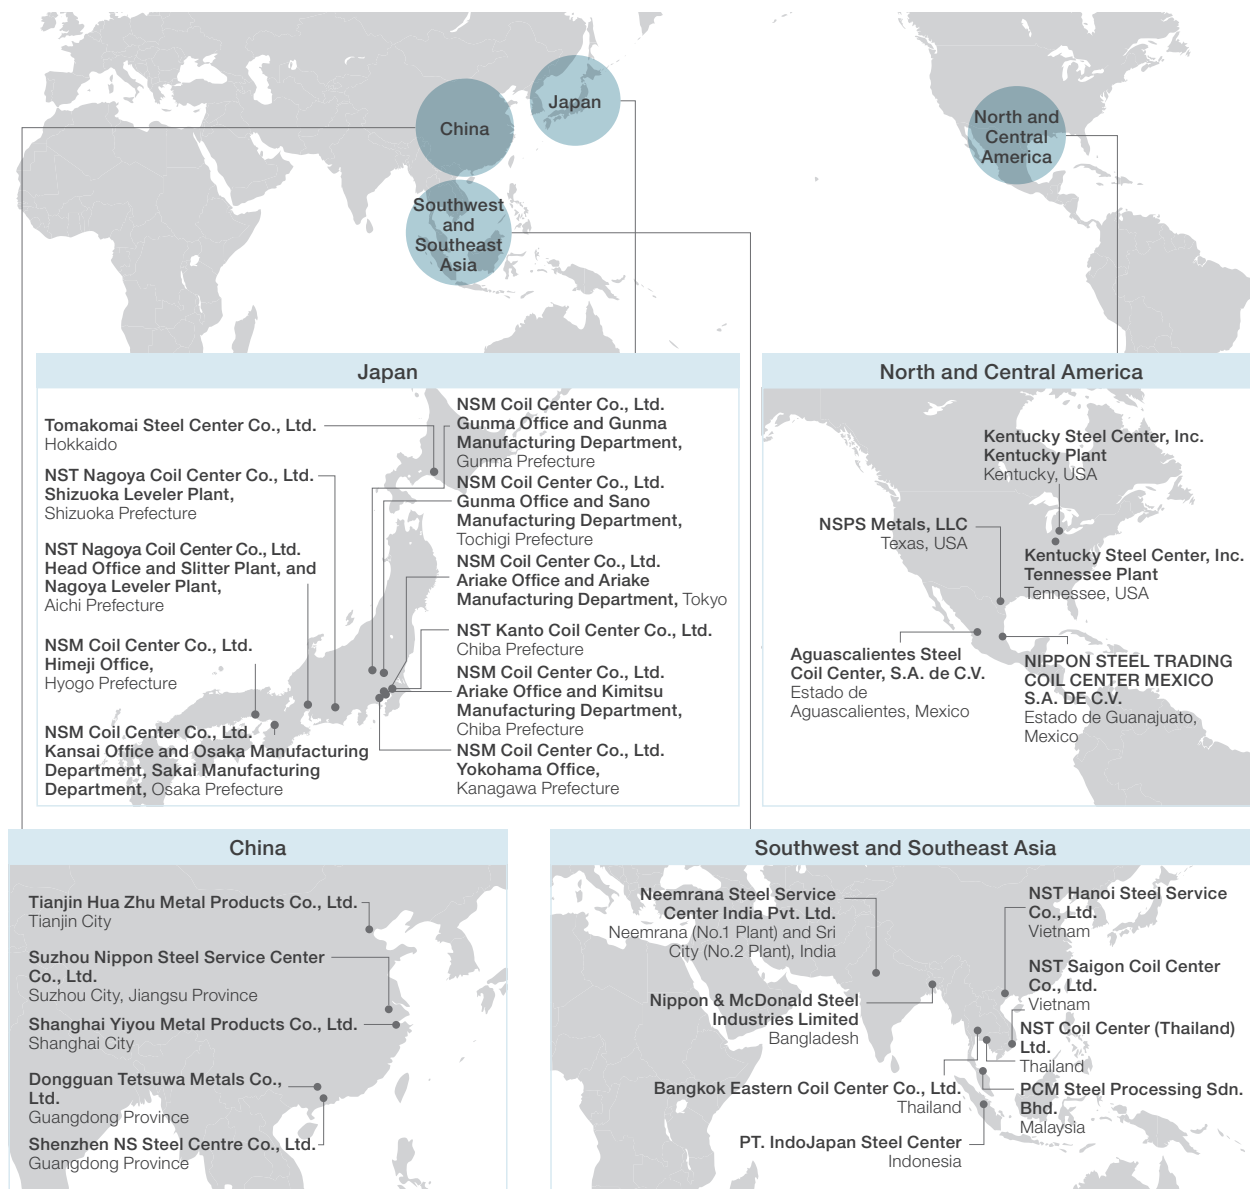 China
Japan
Southwest
and
Southeast
Asia
North and
Central
America
Japan
Tomakomai Steel Center Co., Ltd.
Hokkaido
NST Nagoya Coil Center Co., Ltd.
Shizuoka Leveler Plant,
Shizuoka Prefecture
NST Nagoya Coil Center Co., Ltd.
Head Office and Slitter Plant, and
Nagoya Leveler Plant,
Aichi Prefecture
NSM Coil Center Co., Ltd.
Himeji Office,
Hyogo Prefecture
NSM Coil Center Co., Ltd.
Kansai Office and Osaka Manufacturing
Department, Sakai Manufacturing
Department, Osaka Prefecture
NSM Coil Center Co., Ltd.
Gunma Office and Gunma
Manufacturing Department,
Gunma Prefecture
NSM Coil Center Co., Ltd.
Gunma Office and Sano
Manufacturing Department,
Tochigi Prefecture
NSM Coil Center Co., Ltd.
Ariake Office and Ariake
Manufacturing Department, Tokyo
NST Kanto Coil Center Co., Ltd.
Chiba Prefecture
NSM Coil Center Co., Ltd.
Ariake Office and Kimitsu
Manufacturing Department,
Chiba Prefecture
NSM Coil Center Co., Ltd.
Yokohama Office,
Kanagawa Prefecture
North and Central America
Kentucky Steel Center, Inc.
Kentucky Plant
Kentucky, USA
NSPS Metals, LLC
Texas, USA
Kentucky Steel Center, Inc.
Tennessee Plant
Tennessee, USA
Aguascalientes Steel
Coil Center, S.A. de C.V.
Estado de
Aguascalientes, Mexico
NIPPON STEEL TRADING
COIL CENTER MEXICO
S.A. DE C.V.
Estado de Guanajuato,
Mexico
China
Tianjin Hua Zhu Metal Products Co., Ltd.
Tianjin City
Suzhou Nippon Steel Service Center
Co., Ltd.
Suzhou City, Jiangsu Province
Shanghai Yiyou Metal Products Co., Ltd.
Shanghai City
Dongguan Tetsuwa Metals Co.,
Ltd.
Guangdong Province
Shenzhen NS Steel Centre Co., Ltd.
Guangdong Province
Southwest and Southeast Asia
Neemrana Steel Service
Center India Pvt. Ltd.
Neemrana (No.1 Plant) and Sri
City (No.2 Plant), India
Nippon & McDonald Steel
Industries Limited
Bangladesh
Bangkok Eastern Coil Center Co., Ltd.
Thailand
PT. IndoJapan Steel Center
Indonesia
NST Hanoi Steel Service
Co., Ltd.
Vietnam
NST Saigon Coil Center
Co., Ltd.
Vietnam
NST Coil Center (Thailand)
Ltd.
Thailand
PCM Steel Processing Sdn.
Bhd.
Malaysia